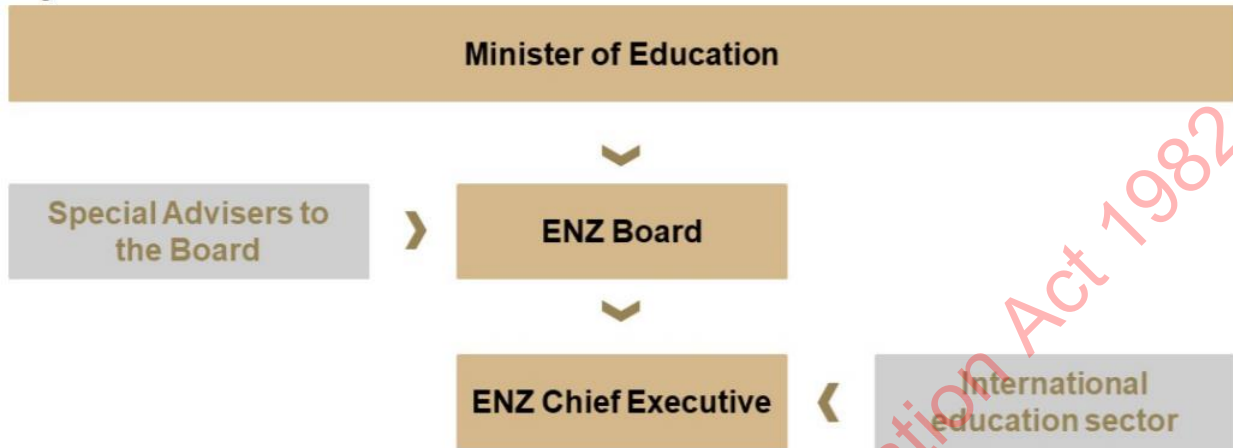 Minister of Education
Special Advisers to
the Board
ENZ Board
ENZ Chief Executive
International
education sector
Act 1982